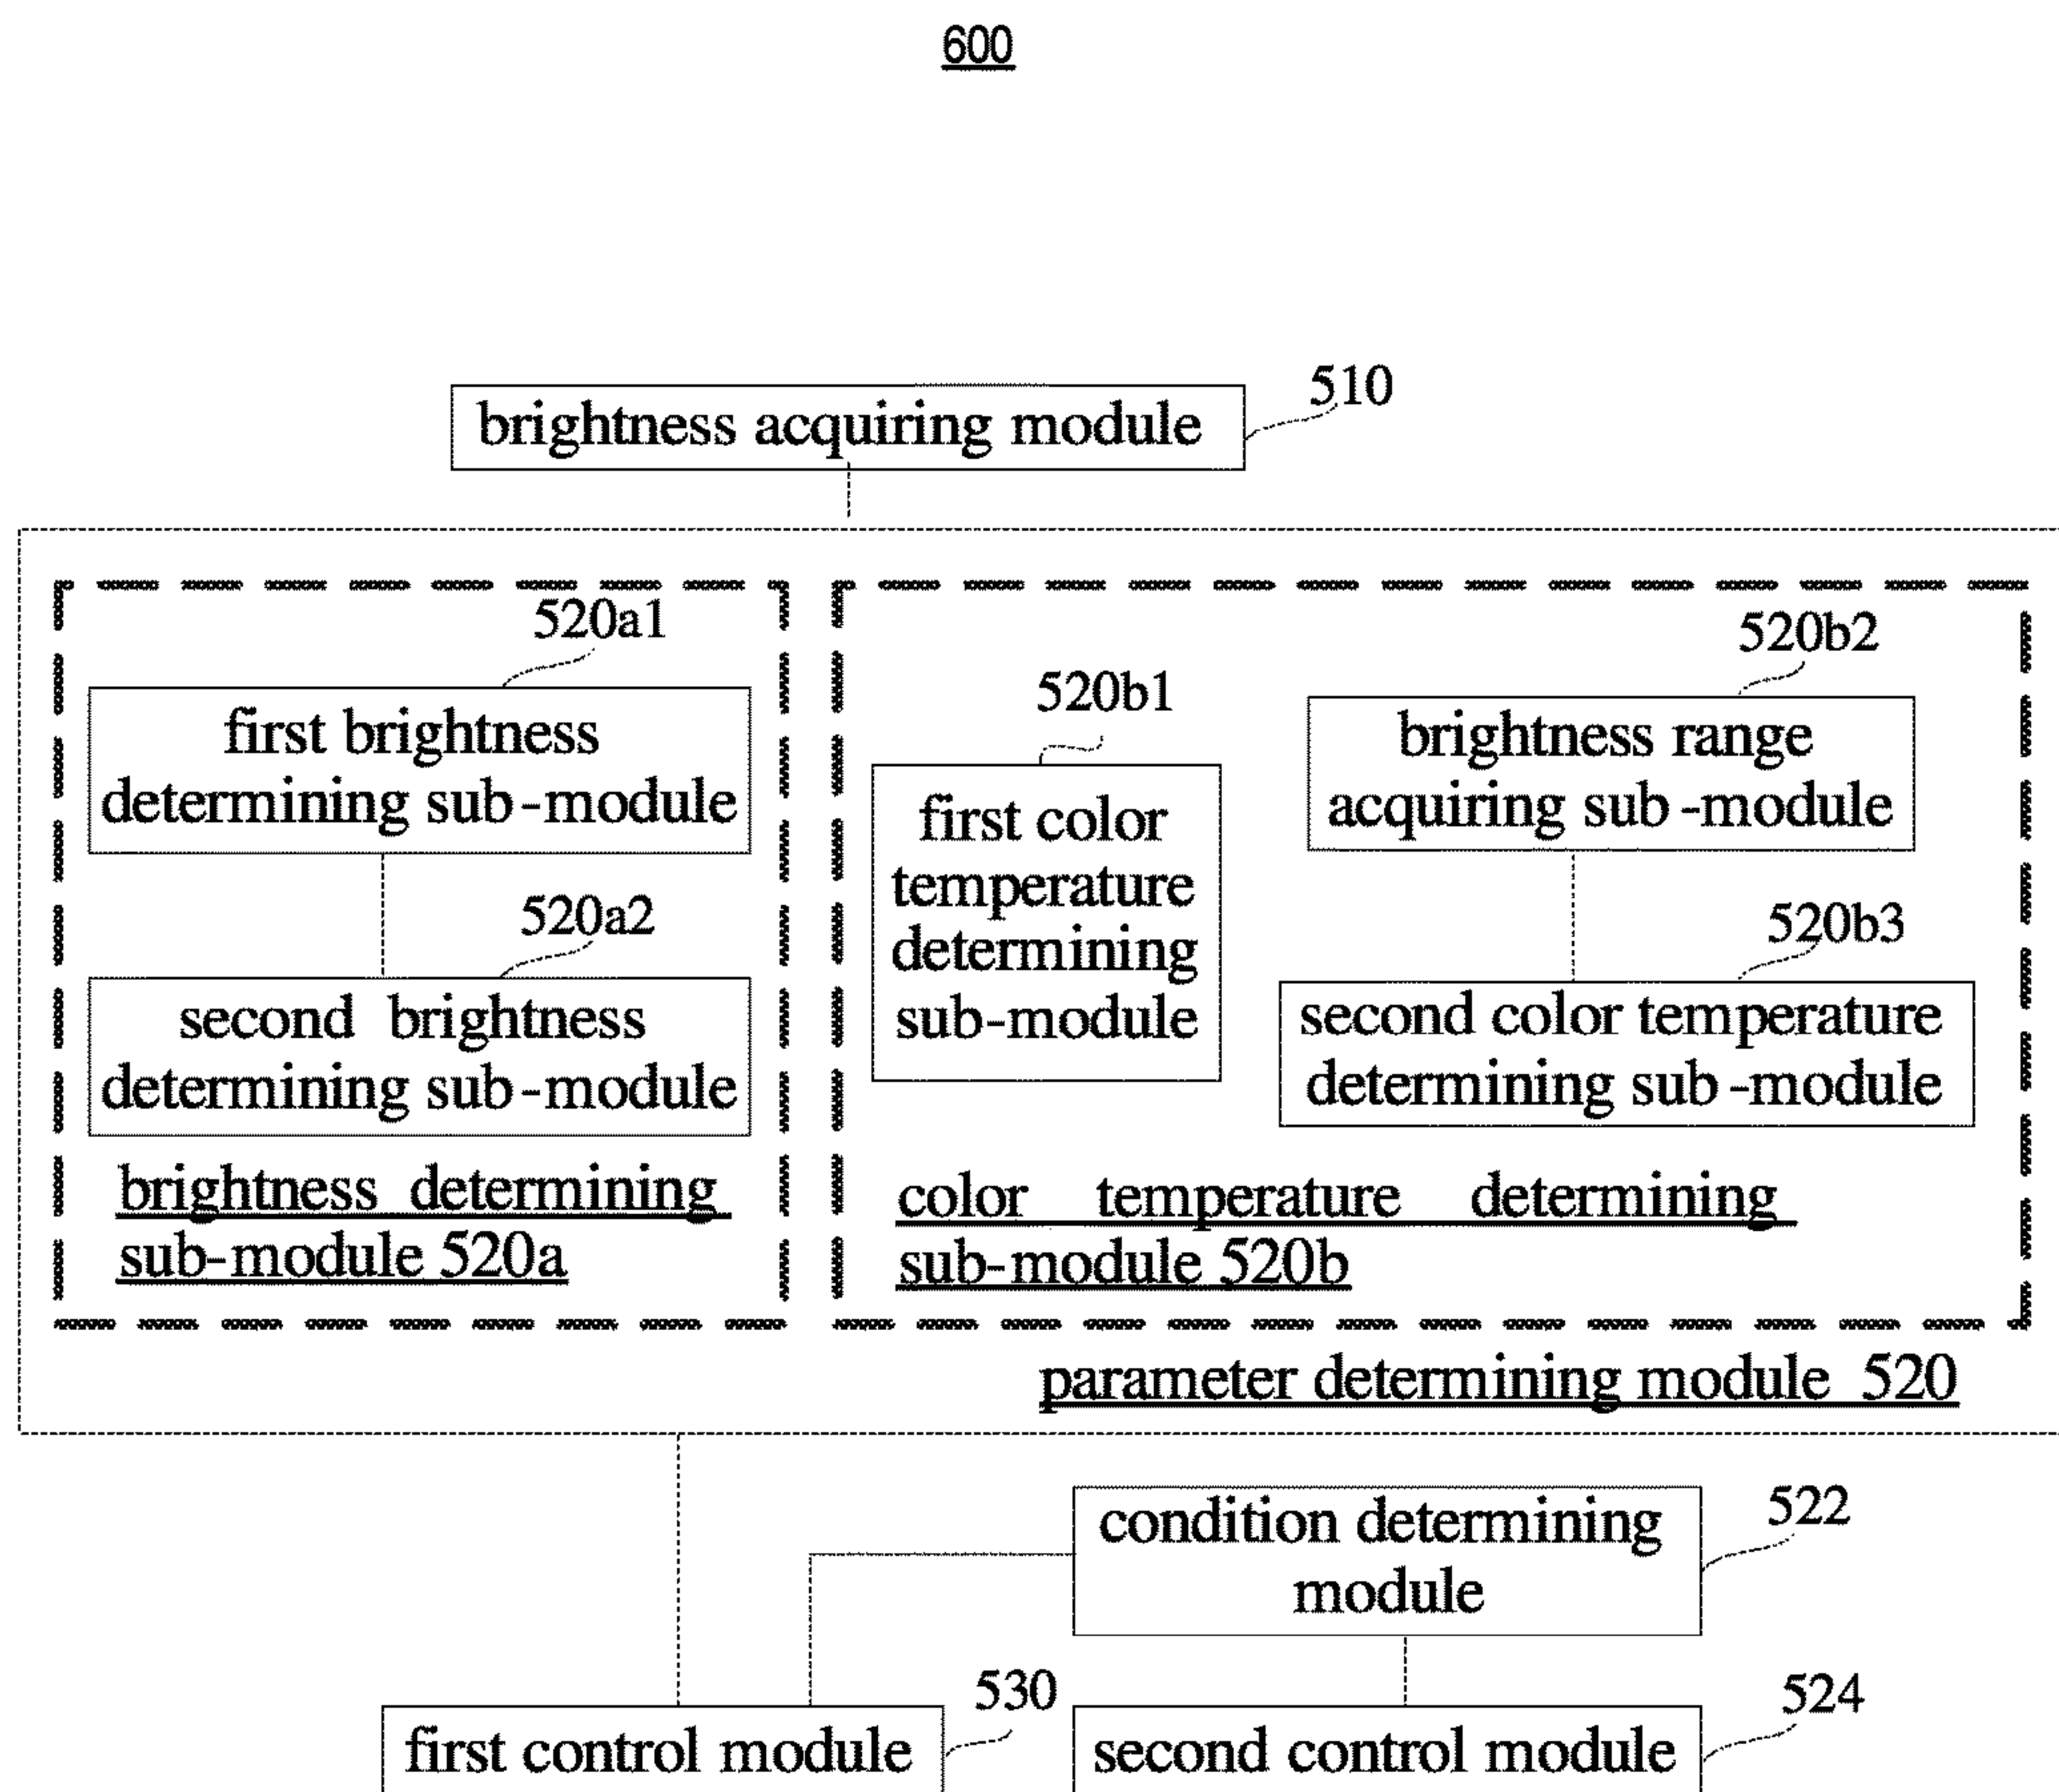 600
510
brightness acquiring module
520a1
first brightness
determining sub-module
520a2
second brightness
determining sub-module
brightness determining
sub-module 520a
520b1
first color
temperature
determining
sub-module
520b2
brightness range
acquiring sub-module
520b3
second color temperature
determining sub-module
color temperature determining
sub-module 520b
parameter determining module 520
522
condition determining
module
530
first control module
524
second control module